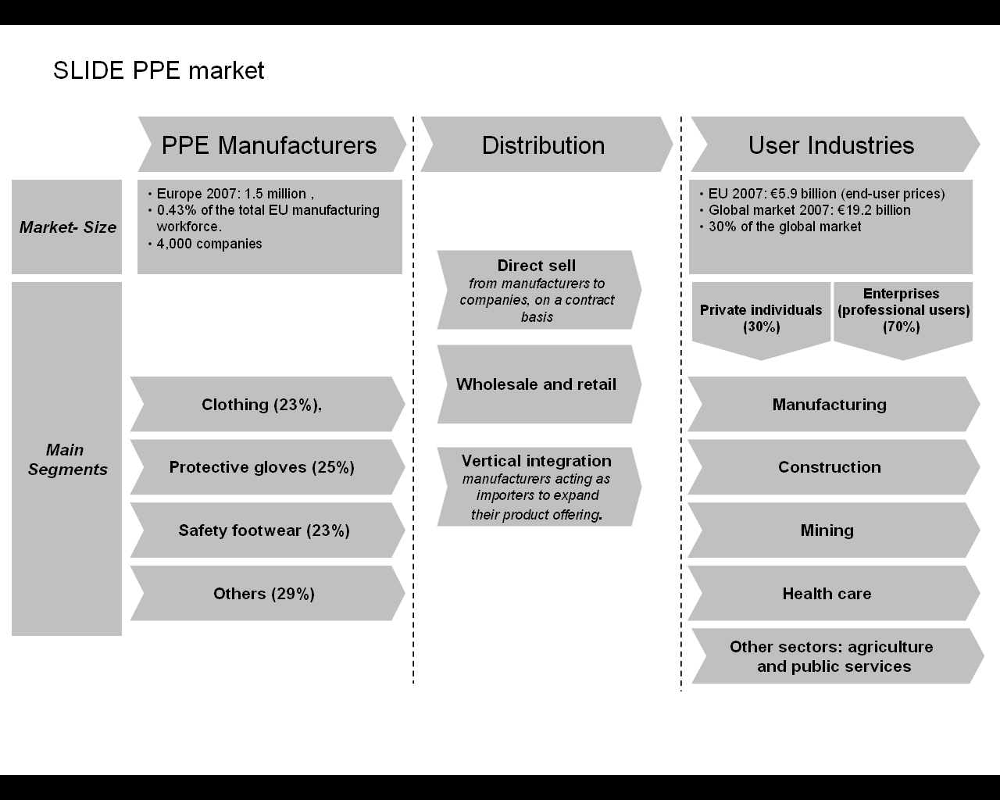 SLIDE PPE market
PPE Manufacturers
Distribution
User Industries
Market- Size
• Europe 2007: 1.5 million ,
• 0.43% of the total EU manufacturing
workforce.
• 4,000 companies
• EU 2007: €5.9 billion (end-user prices)
• Global market 2007: €19.2 billion
• 30% of the global market
Main
Segments
Clothing (23%),
Protective gloves (25%)
Safety footwear (23%)
Others (29%)
Direct sell
from manufacturers to
companies, on a contract
basis
Wholesale and retail
Vertical integration
manufacturers acting as
importers to expand
their product offering.
Private individuals
(30%)
Enterprises
(professional users)
(70%)
Manufacturing
Construction
Mining
Health care
Other sectors: agriculture
and public services